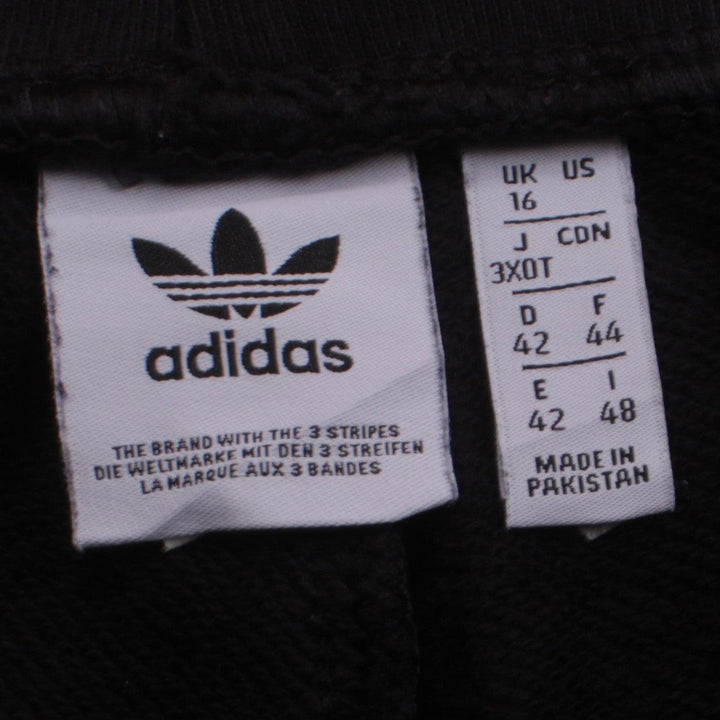 adidas
THE BRAND WITH THE 3 STRIPES
DIE WELTMARKE MIT DEN 3 STREIFEN
LA MARQUE AUX 3 BANDES
UK US
16
J CDN
3XOT
D F
42 44
E I
42 48
MADE IN
PAKISTAN